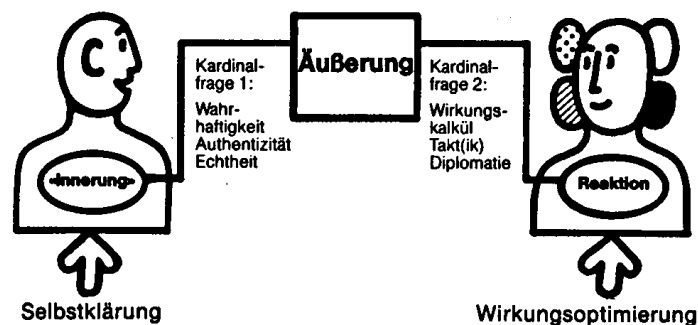 Äußerung
Kardinal-
frage 1:
Wahr-
haftigkeit
Authentizität
Echtheit
Kardinal-
frage 2:
Wirkungs-
kalkül
Takt(ik)
Diplomatie
«Innerung»
Reaktion
Selbstklärung
Wirkungsoptimierung